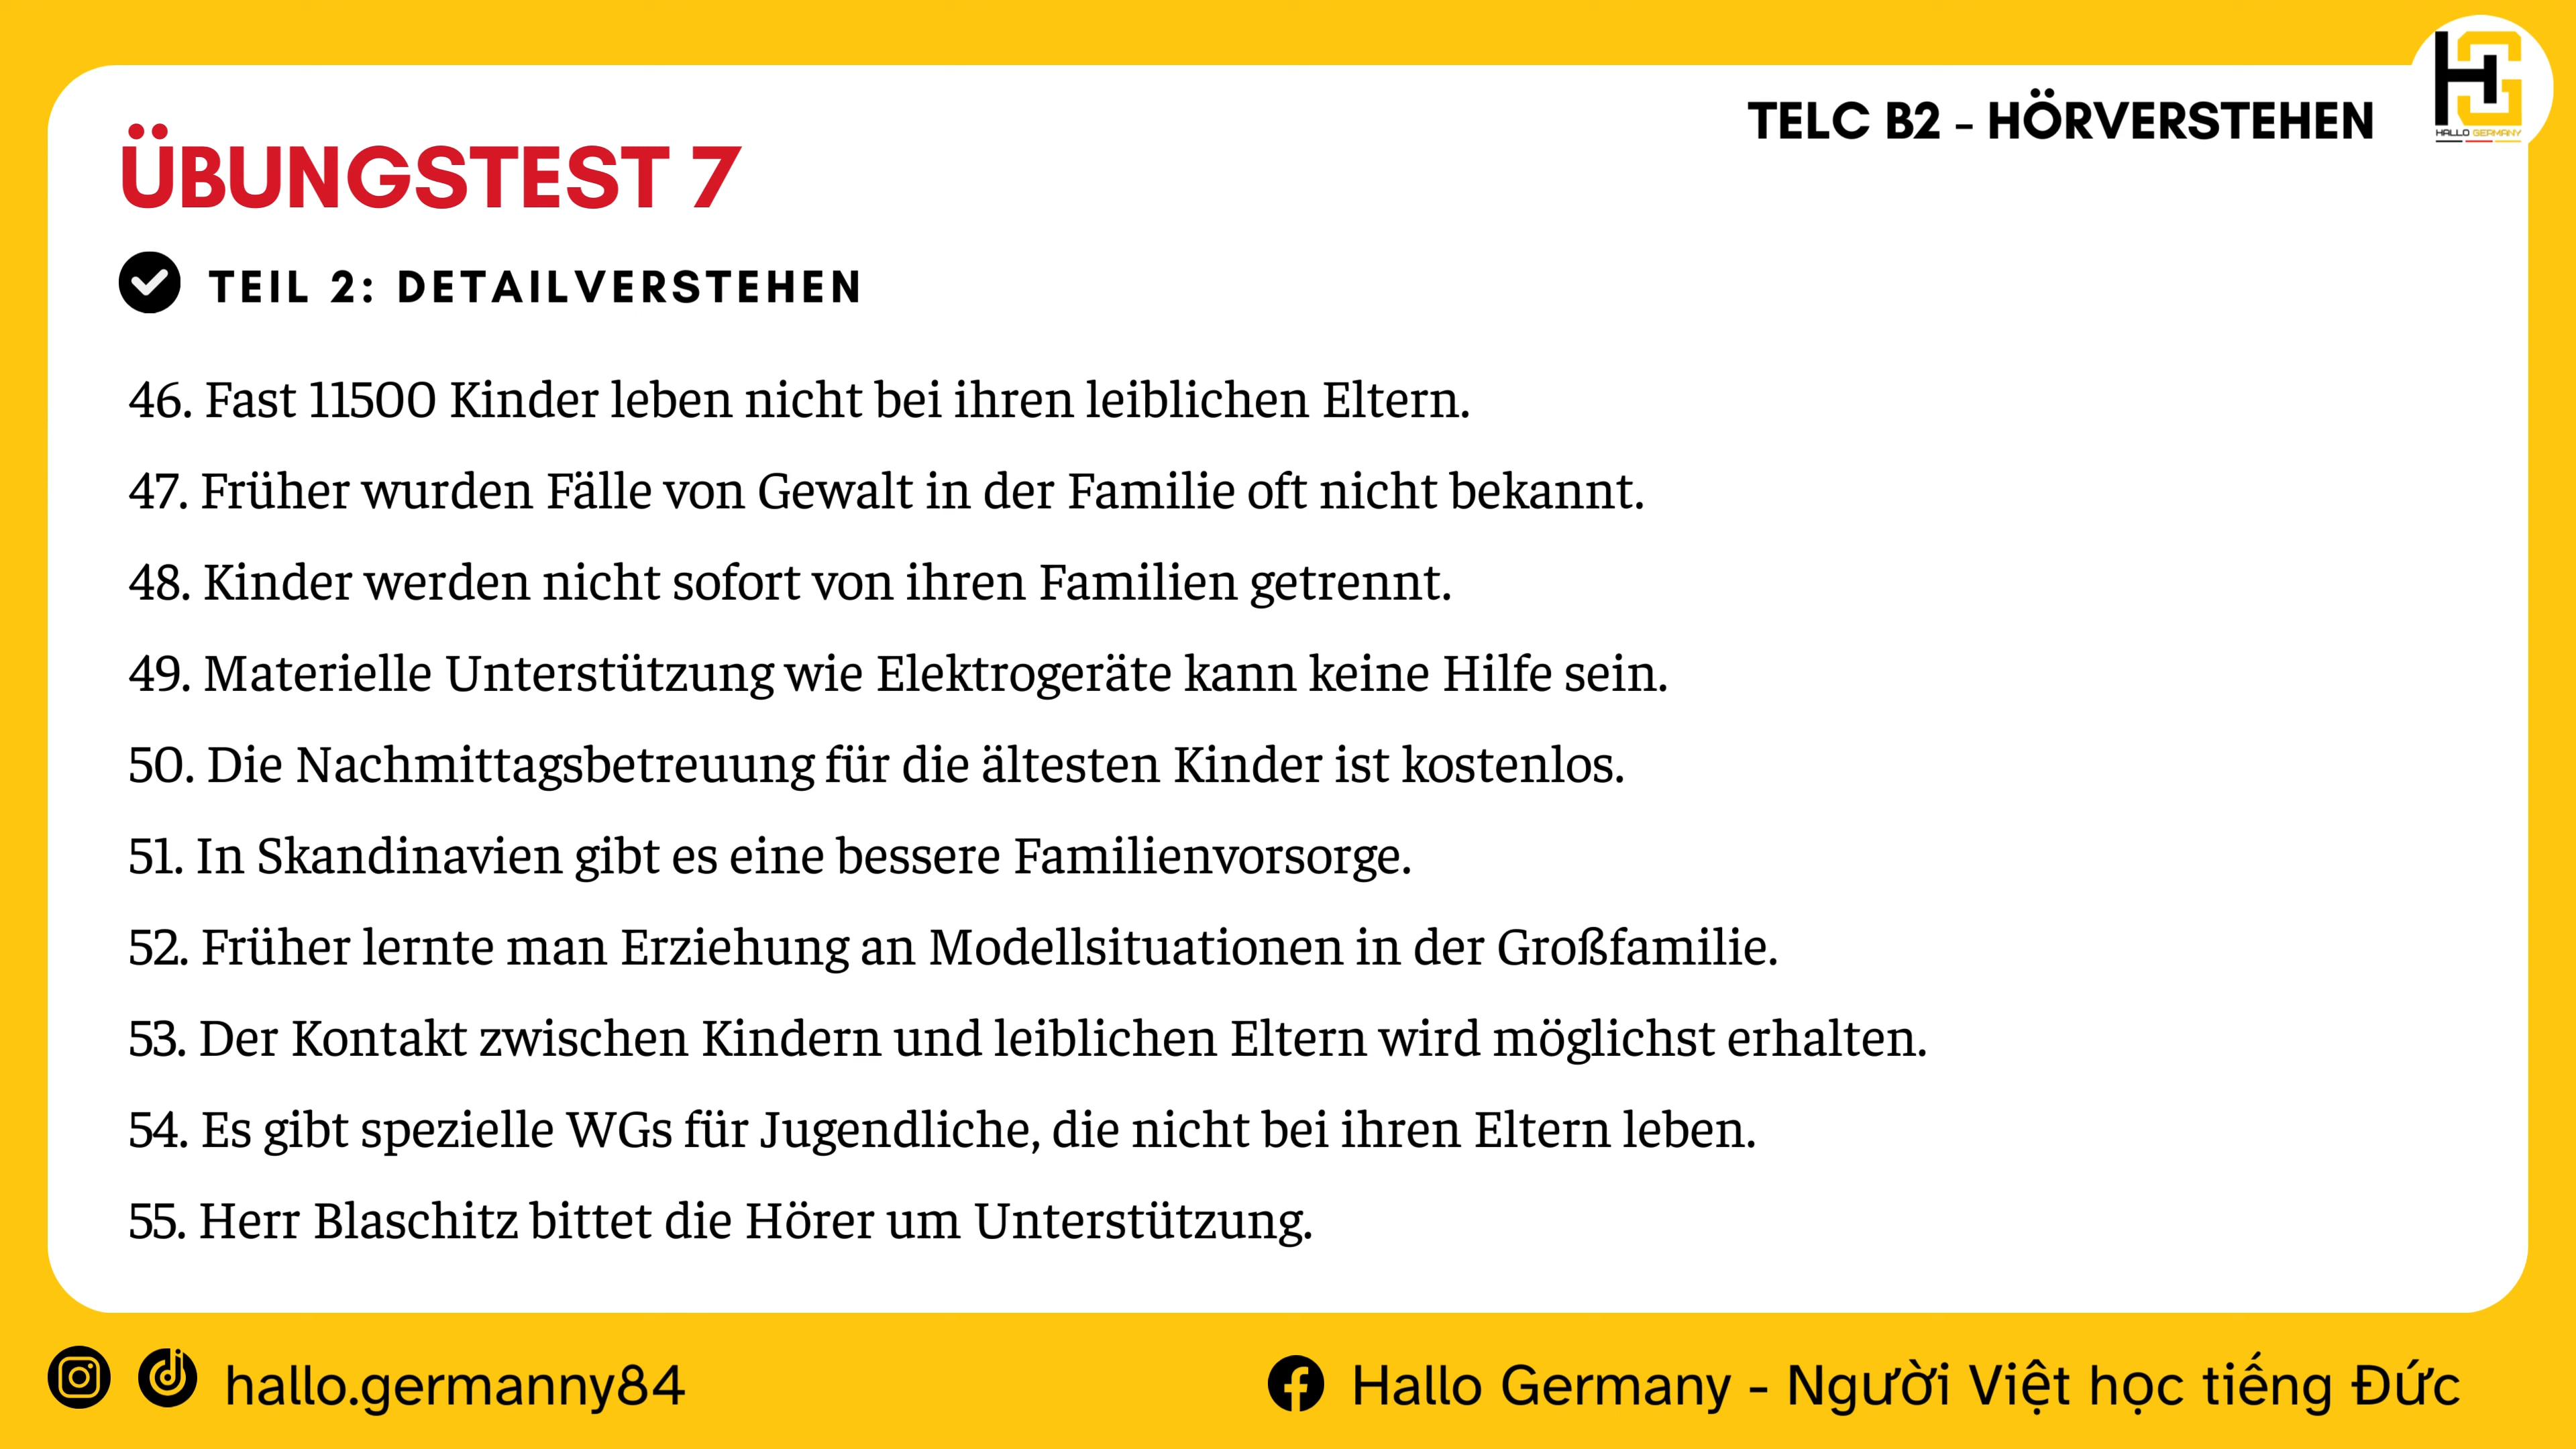 TELC B2 - HÖRVERSTEHEN
HALLO GERMANY
ÜBUNGSTEST 7
TEIL 2: DETAILVERSTEHEN
46. Fast 11500 Kinder leben nicht bei ihren leiblichen Eltern.
47. Früher wurden Fälle von Gewalt in der Familie oft nicht bekannt.
48. Kinder werden nicht sofort von ihren Familien getrennt.
49. Materielle Unterstützung wie Elektrogeräte kann keine Hilfe sein.
50. Die Nachmittagsbetreuung für die ältesten Kinder ist kostenlos.
51. In Skandinavien gibt es eine bessere Familienvorsorge.
52. Früher lernte man Erziehung an Modellsituationen in der Großfamilie.
53. Der Kontakt zwischen Kindern und leiblichen Eltern wird möglichst erhalten.
54. Es gibt spezielle WGs für Jugendliche, die nicht bei ihren Eltern leben.
55. Herr Blaschitz bittet die Hörer um Unterstützung.
hallo.germanny84
Hallo Germany - Người Việt học tiếng Đức